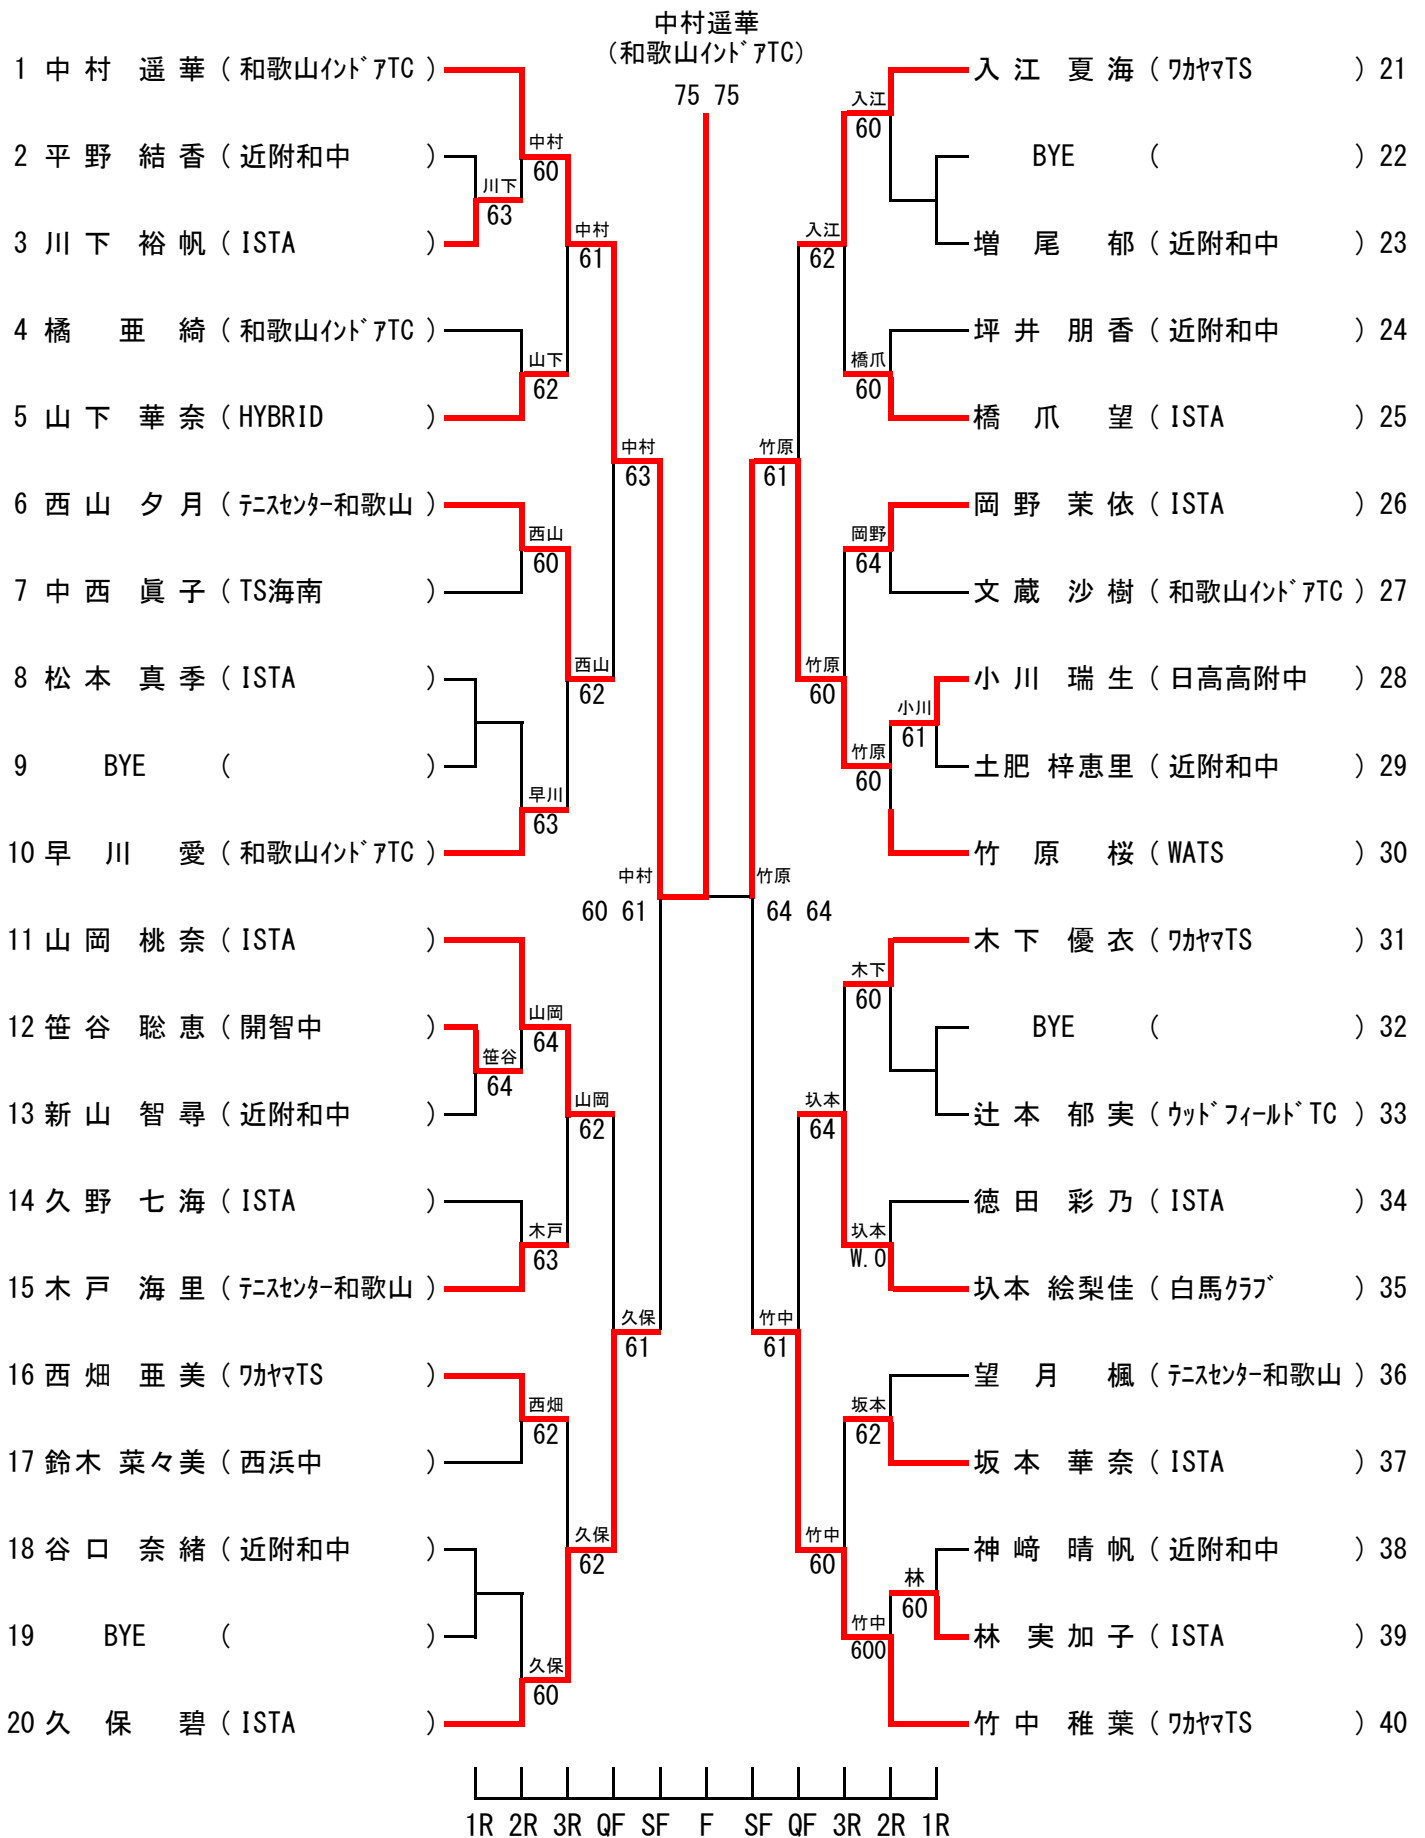 中村遥華
(和歌山インドアTC)
75 75
1 中村 遥華 ( 和歌山インドアTC )
2 平野 結香 ( 近附和中 )
3 川下 裕帆 ( ISTA )
4 橘 亜綺 ( 和歌山インドアTC )
5 山下 華奈 ( HYBRID )
6 西山 夕月 ( テニスセンター和歌山 )
7 中西 眞子 ( TS海南 )
8 松本 真季 ( ISTA )
9 BYE ( )
10 早川 愛 ( 和歌山インドアTC )
11 山岡 桃奈 ( ISTA )
12 笹谷 聡恵 ( 開智中 )
13 新山 智尋 ( 近附和中 )
14 久野 七海 ( ISTA )
15 木戸 海里 ( テニスセンター和歌山 )
16 西畑 亜美 ( ワカヤマTS )
17 鈴木 菜々美 ( 西浜中 )
18 谷口 奈緒 ( 近附和中 )
19 BYE ( )
20 久保 碧 ( ISTA )
川下
63
笹谷
64
中村
60
山下
62
西山
60
早川
63
山岡
64
木戸
63
西畑
62
久保
60
中村
61
西山
62
山岡
62
久保
62
中村
63
久保
61
中村
60 61
竹原
64 64
竹原
61
竹中
61
入江
62
竹原
60
圦本
64
竹中
60
入江
60
橋爪
60
岡野
64
竹原
60
木下
60
圦本
W.O
坂本
62
竹中
600
小川
61
林
60
入江 夏海 ( ワカヤマTS ) 21
BYE ( ) 22
増尾 郁 ( 近附和中 ) 23
坪井 朋香 ( 近附和中 ) 24
橋爪 望 ( ISTA ) 25
岡野 茉依 ( ISTA ) 26
文蔵 沙樹 ( 和歌山インドアTC ) 27
小川 瑞生 ( 日高高附中 ) 28
土肥 梓恵里 ( 近附和中 ) 29
竹原 桜 ( WATS ) 30
木下 優衣 ( ワカヤマTS ) 31
BYE ( ) 32
辻本 郁実 ( ウッドフィールドTC ) 33
徳田 彩乃 ( ISTA ) 34
圦本 絵梨佳 ( 白馬クラブ ) 35
望月 楓 ( テニスセンター和歌山 ) 36
坂本 華奈 ( ISTA ) 37
神﨑 晴帆 ( 近附和中 ) 38
林 実加子 ( ISTA ) 39
竹中 稚葉 ( ワカヤマTS ) 40
1R 2R 3R QF SF F SF QF 3R 2R 1R